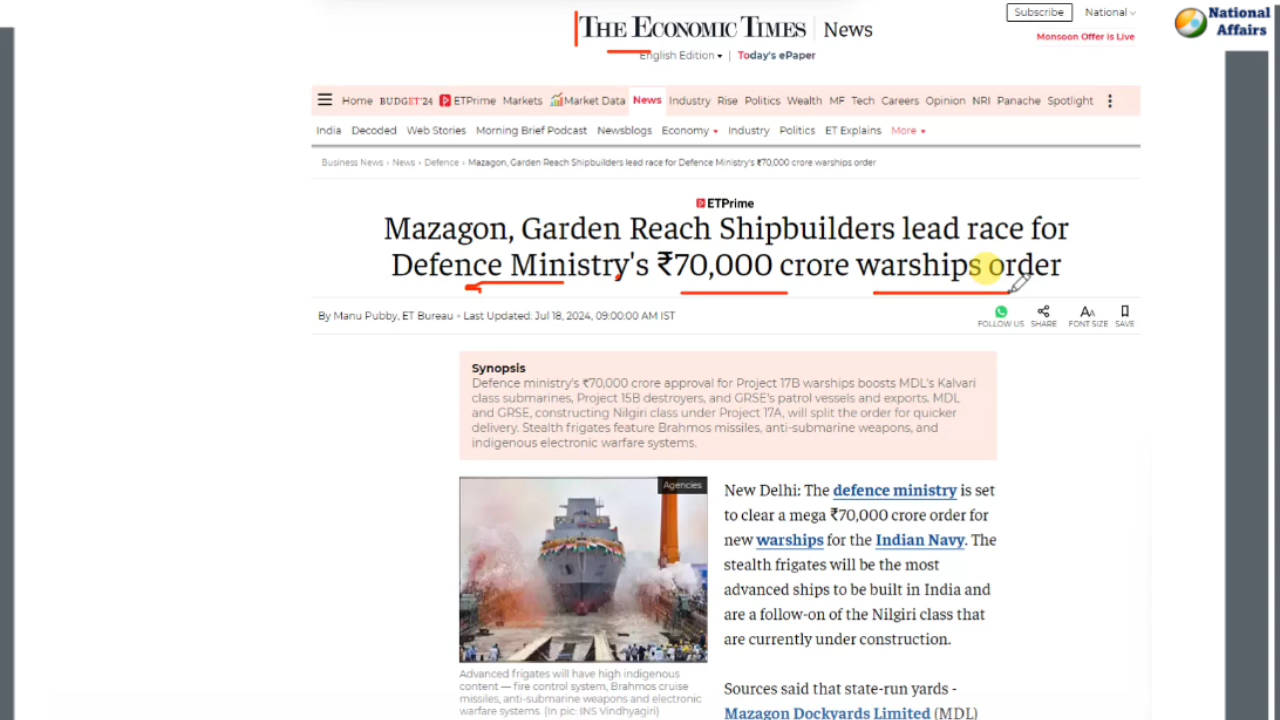 National
Affairs
THE ECONOMIC TIMES | News
Subscribe
National
Monsoon Offer is Live
English Edition | Today's ePaper
Home BUDGET'24 ETPrime Markets Market Data News Industry Rise Politics Wealth MF Tech Careers Opinion NRI Panache Spotlight
India Decoded Web Stories Morning Brief Podcast Newsblogs Economy Industry Politics ET Explains More
Business News › News › Defence › Mazagon, Garden Reach Shipbuilders lead race for Defence Ministry's ₹70,000 crore warships order
ETPrime
Mazagon, Garden Reach Shipbuilders lead race for
Defence Ministry's ₹70,000 crore warships order
By Manu Pubby, ET Bureau • Last Updated: Jul 18, 2024, 09:00:00 AM IST
FOLLOW US SHARE FONT SIZE SAVE
Synopsis
Defence ministry's ₹70,000 crore approval for Project 17B warships boosts MDL's Kalvari
class submarines, Project 15B destroyers, and GRSE's patrol vessels and exports. MDL
and GRSE, constructing Nilgiri class under Project 17A, will split the order for quicker
delivery. Stealth frigates feature Brahmos missiles, anti-submarine weapons, and
indigenous electronic warfare systems.
Agencies
Advanced frigates will have high indigenous
content — fire control system, Brahmos cruise
missiles, anti-submarine weapons and electronic
warfare systems. (In pic: INS Vindhyagiri)
New Delhi: The defence ministry is set
to clear a mega ₹70,000 crore order for
new warships for the Indian Navy. The
stealth frigates will be the most
advanced ships to be built in India and
are a follow-on of the Nilgiri class that
are currently under construction.
Sources said that state-run yards -
Mazagon Dockyards Limited (MDL)